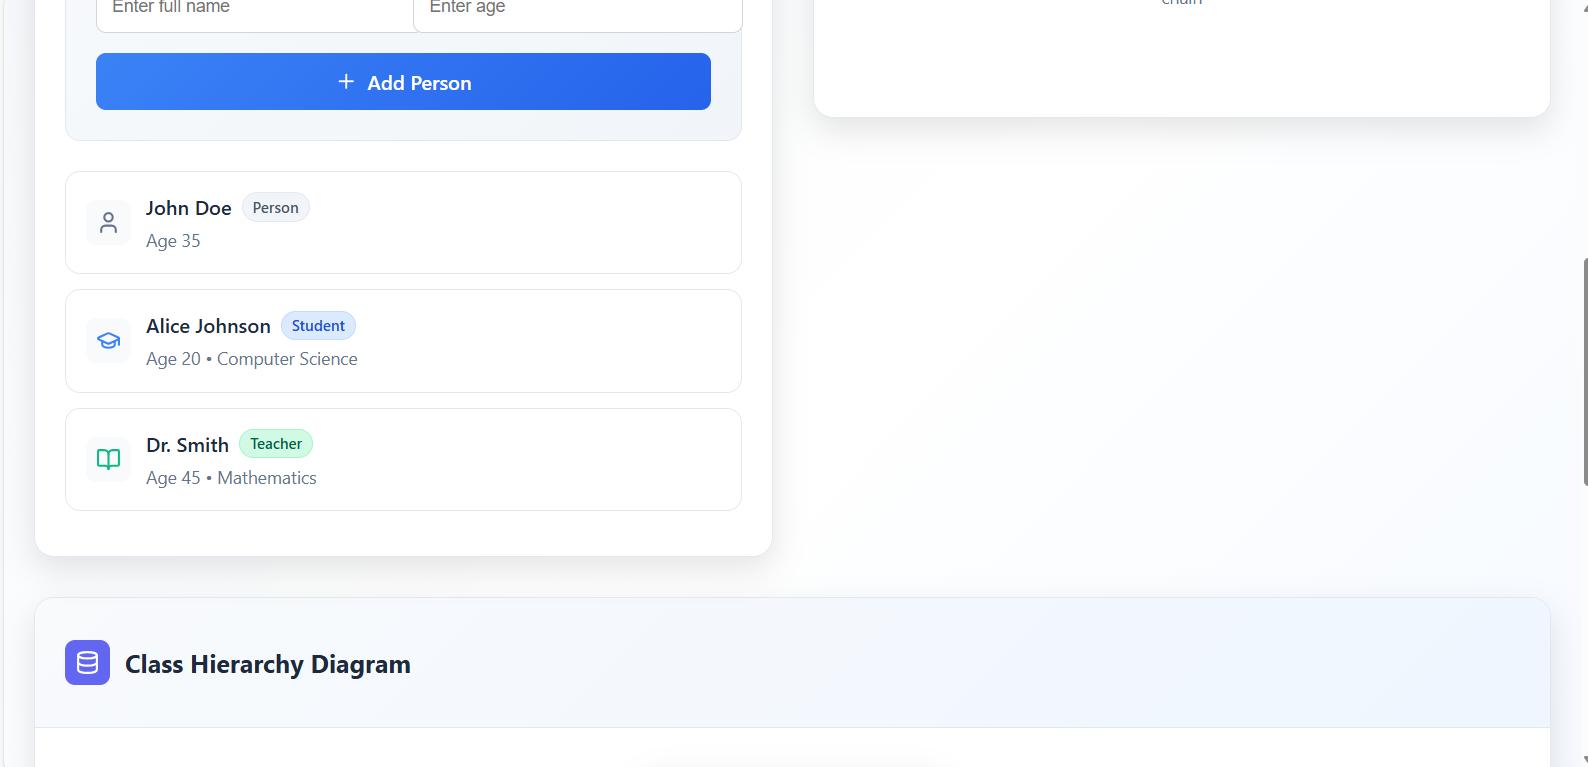 Enter full name
Enter age
chain
Add Person
John Doe
Person
Age 35
Alice Johnson
Student
Age 20 • Computer Science
Dr. Smith
Teacher
Age 45 • Mathematics
Class Hierarchy Diagram